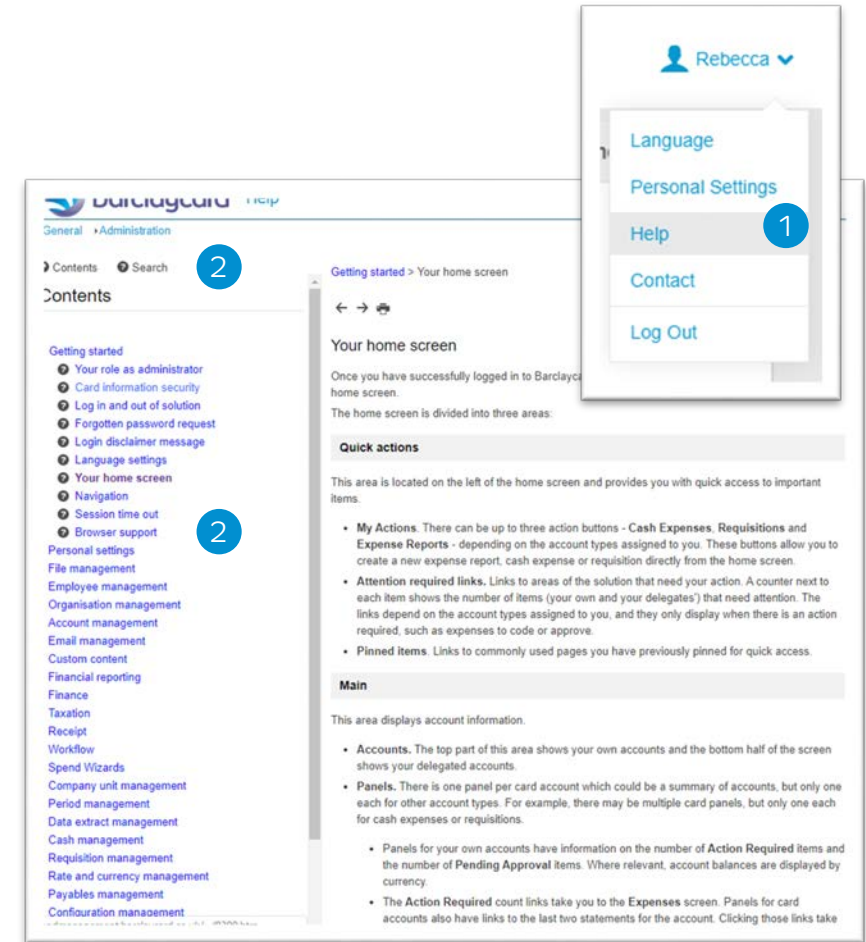 Rebecca
Language
Personal Settings
Help
1
Contact
Log Out
barclaycard Help
General Administration
Contents Search
2
Contents
Getting started
Your role as administrator
Card information security
Log in and out of solution
Forgotten password request
Login disclaimer message
Language settings
Your home screen
Navigation
Session time out
Browser support
2
Personal settings
File management
Employee management
Organisation management
Account management
Email management
Custom content
Financial reporting
Finance
Taxation
Receipt
Workflow
Spend Wizards
Company unit management
Period management
Data extract management
Cash management
Requisition management
Rate and currency management
Payables management
Configuration management
Getting started > Your home screen
Your home screen
Once you have successfully logged in to Barclayca
home screen.
The home screen is divided into three areas:
Quick actions
This area is located on the left of the home screen and provides you with quick access to important
items.
• My Actions. There can be up to three action buttons - Cash Expenses, Requisitions and
Expense Reports - depending on the account types assigned to you. These buttons allow you to
create a new expense report, cash expense or requisition directly from the home screen.
• Attention required links. Links to areas of the solution that need your action. A counter next to
each item shows the number of items (your own and your delegates') that need attention. The
links depend on the account types assigned to you, and they only display when there is an action
required, such as expenses to code or approve.
• Pinned items. Links to commonly used pages you have previously pinned for quick access.
Main
This area displays account information.
• Accounts. The top part of this area shows your own accounts and the bottom half of the screen
shows your delegated accounts.
• Panels. There is one panel per card account which could be a summary of accounts, but only one
each for other account types. For example, there may be multiple card panels, but only one each
for cash expenses or requisitions.
• Panels for your own accounts have information on the number of Action Required items and
the number of Pending Approval items. Where relevant, account balances are displayed by
currency.
• The Action Required count links take you to the Expenses screen. Panels for card
accounts also have links to the last two statements for the account. Clicking those links take